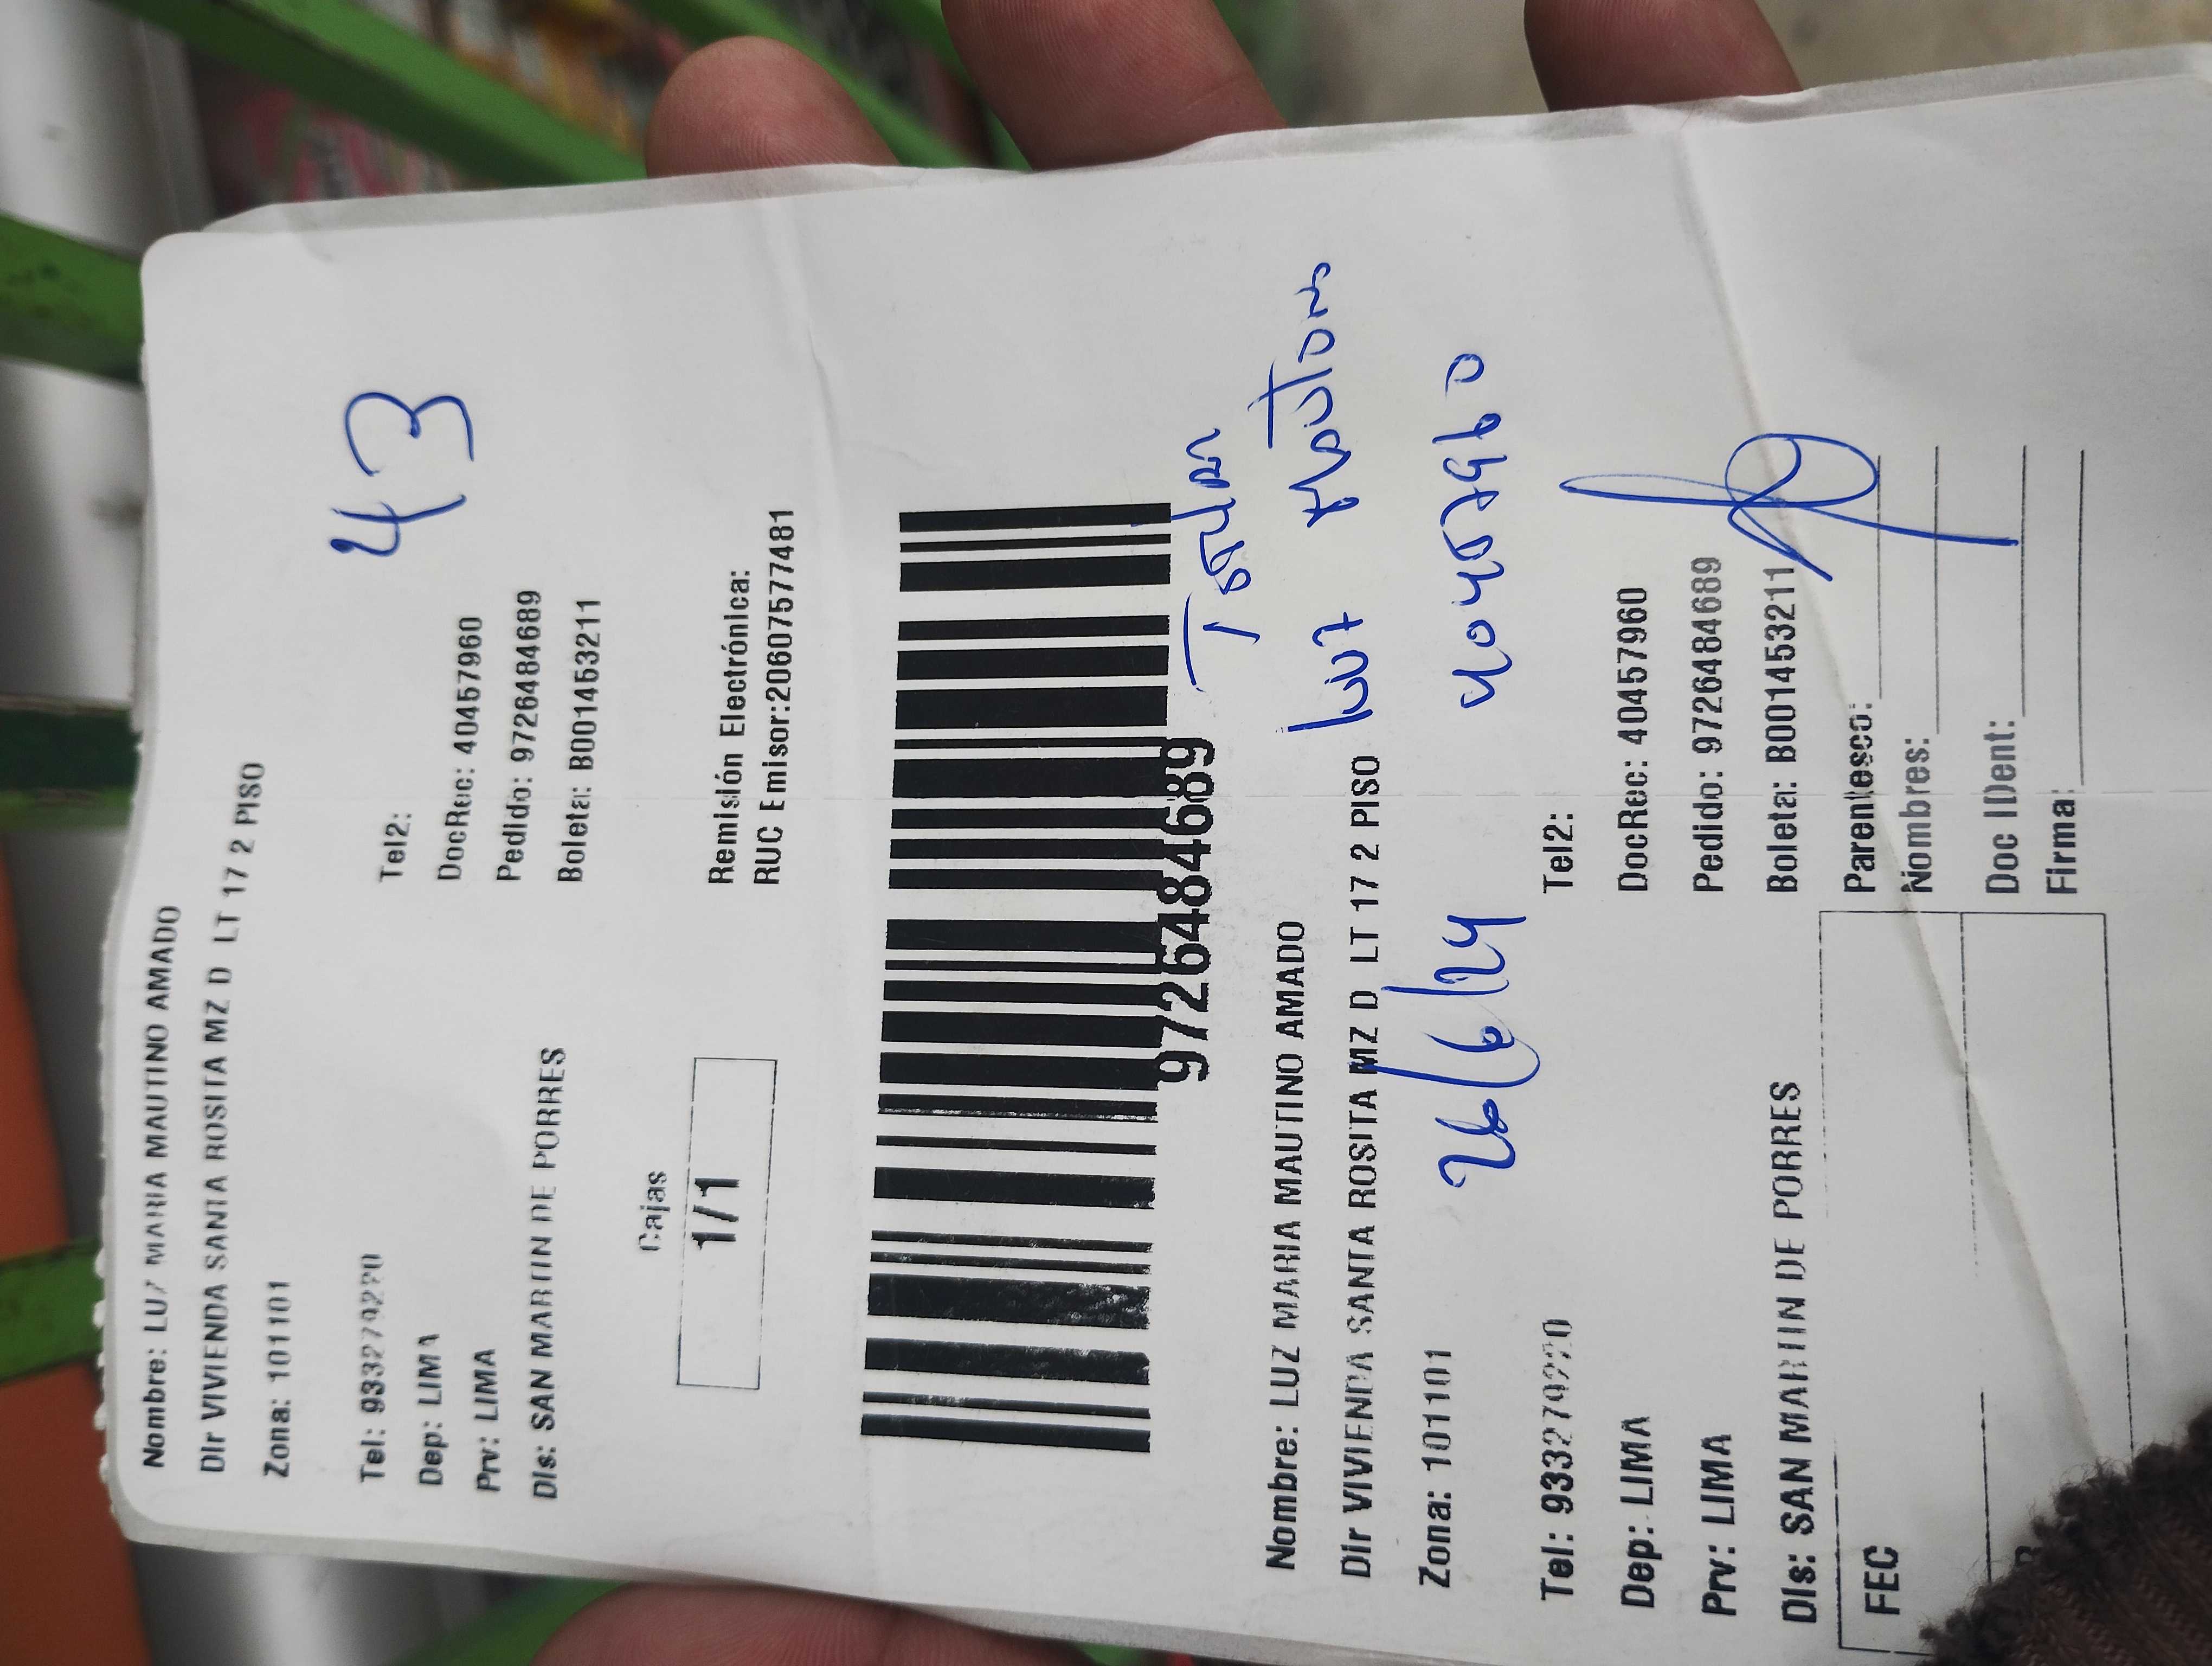 Nombre: LUZ MARIA MAUTINO AMADO
Dir VIVIENDA SANTA ROSITA MZ D LT 17 2 PISO
Zona: 101101
43
Tel: 933279220 Tel2:
Dep: LIMA DocRec: 40457960
Prv: LIMA Pedido: 972648484689
Dis: SAN MARTIN DE PORRES Boleta: B001453211
Cajas
1/1
Remisión Electrónica:
RUC Emisor:20607577481
972648484689
Nombre: LUZ MARIA MAUTINO AMADO
Luz Mautino
Dir VIVIENDA SANTA ROSITA MZ D LT 17 2 PISO
Zona: 101101
26/6/24
40457960
Tel: 933279220 Tel2:
Dep: LIMA DocRec: 40457960
Prv: LIMA Pedido: 972648484689
Dis: SAN MARTIN DE PORRES Boleta: B001453211
FEC
Parentesco:
Nombres:
Doc IDent:
Firma: